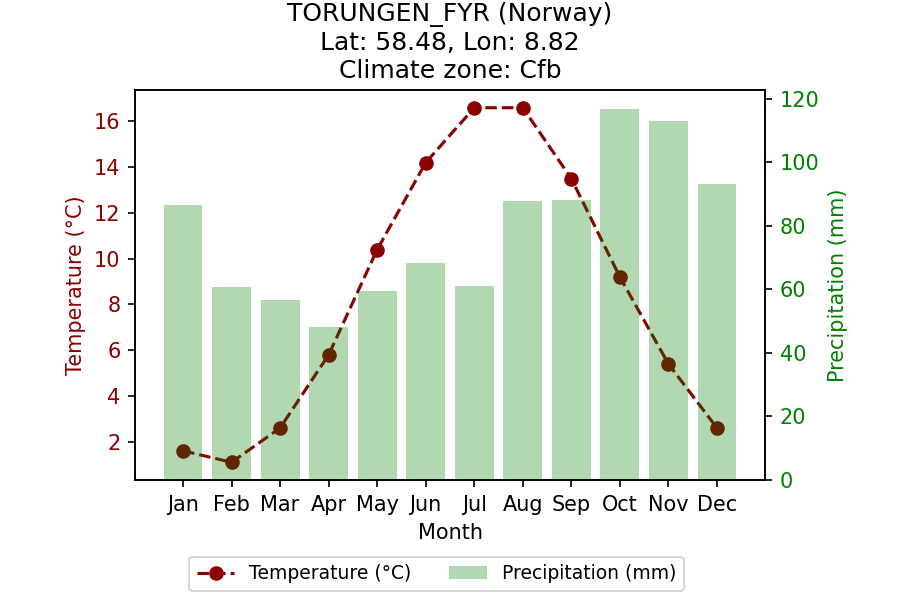 TORUNGEN_FYR (Norway)
Lat: 58.48, Lon: 8.82
Climate zone: Cfb
Temperature (°C)
16
14
12
10
8
6
4
2
120
100
80
60
40
20
0
Precipitation (mm)
Jan Feb Mar Apr May Jun Jul Aug Sep Oct Nov Dec
Month
Temperature (°C) Precipitation (mm)